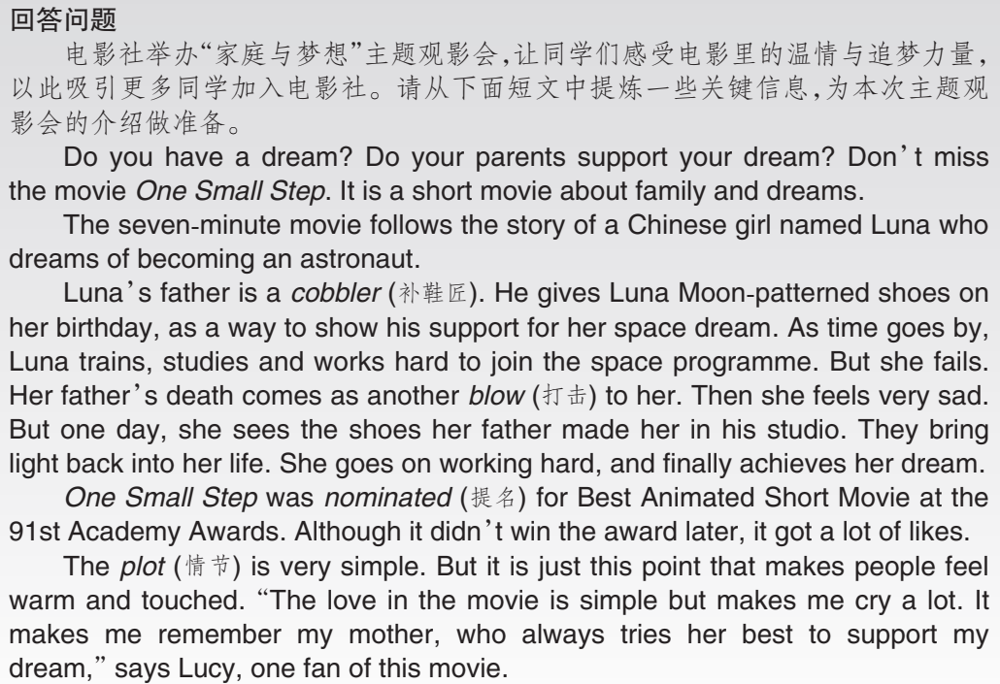 回答问题
电影社举办“家庭与梦想”主题观影会,让同学们感受电影里的温情与追梦力量,
以此吸引更多同学加入电影社。请从下面短文中提炼一些关键信息,为本次主题观
影会的介绍做准备。
Do you have a dream? Do your parents support your dream? Don’t miss
the movie One Small Step. It is a short movie about family and dreams.
The seven-minute movie follows the story of a Chinese girl named Luna who
dreams of becoming an astronaut.
Luna’s father is a cobbler (补鞋匠). He gives Luna Moon-patterned shoes on
her birthday, as a way to show his support for her space dream. As time goes by,
Luna trains, studies and works hard to join the space programme. But she fails.
Her father’s death comes as another blow (打击) to her. Then she feels very sad.
But one day, she sees the shoes her father made her in his studio. They bring
light back into her life. She goes on working hard, and finally achieves her dream.
One Small Step was nominated (提名) for Best Animated Short Movie at the
91st Academy Awards. Although it didn’t win the award later, it got a lot of likes.
The plot (情节) is very simple. But it is just this point that makes people feel
warm and touched. “The love in the movie is simple but makes me cry a lot. It
makes me remember my mother, who always tries her best to support my
dream,” says Lucy, one fan of this movie.